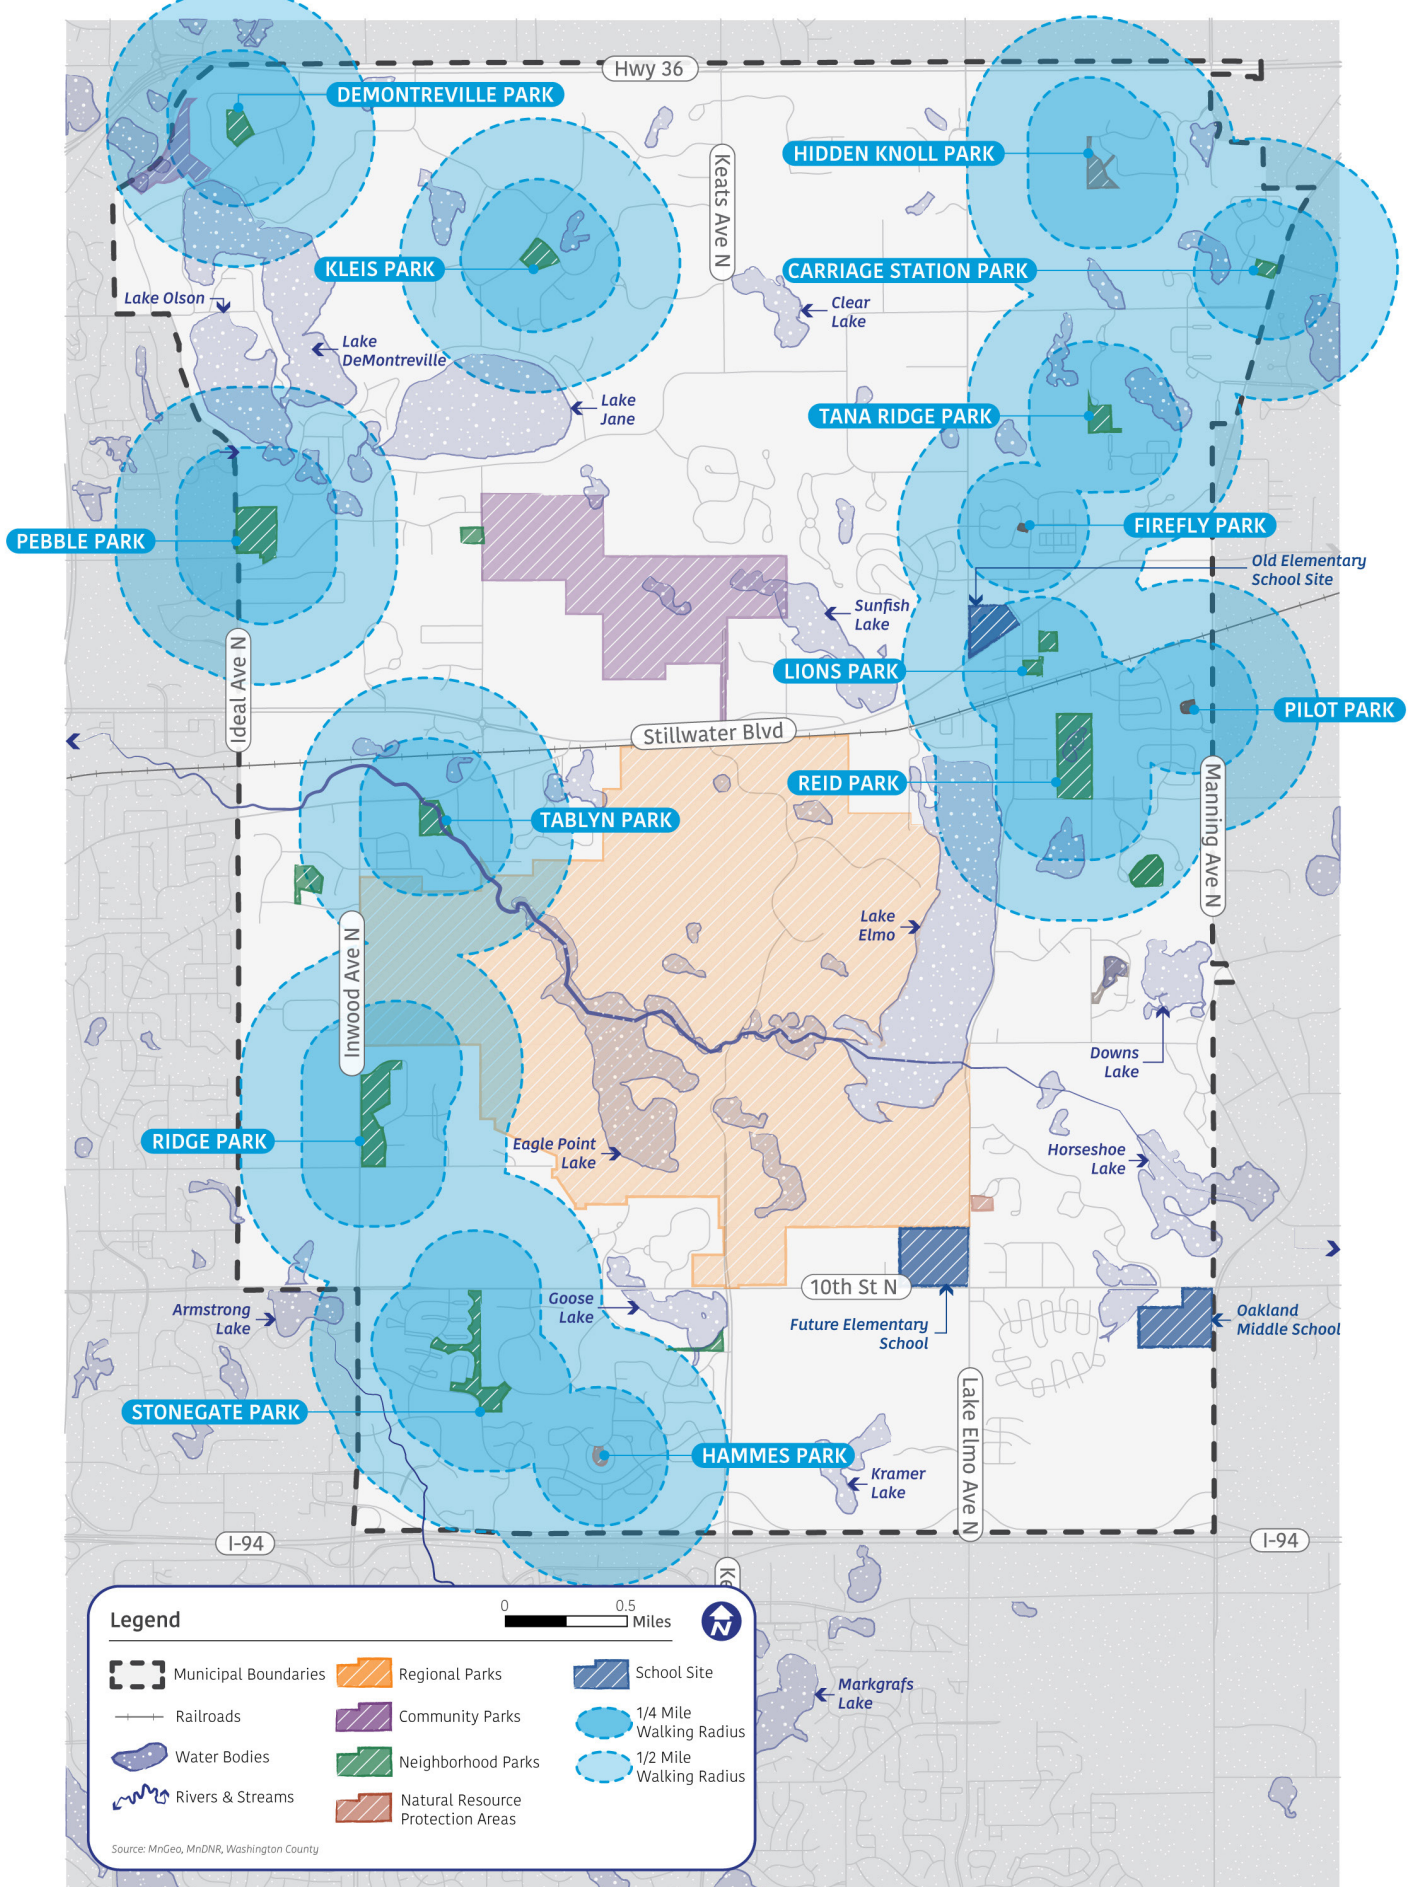 Hwy 36
DEMONTREVILLE PARK
HIDDEN KNOLL PARK
Keats Ave N
KLEIS PARK
CARRIAGE STATION PARK
Lake Olson
Clear
Lake
Lake
DeMontreville
Lake
Jane
TANA RIDGE PARK
PEBBLE PARK
FIREFLY PARK
Old Elementary
School Site
Sunfish
Lake
LIONS PARK
Ideal Ave N
PILOT PARK
Stillwater Blvd
REID PARK
Manning Ave N
TABLYN PARK
Lake
Elmo
Inwood Ave N
Downs
Lake
RIDGE PARK
Eagle Point
Lake
Horseshoe
Lake
10th St N
Goose
Lake
Armstrong
Lake
Future Elementary
School
Oakland
Middle School
STONEGATE PARK
Lake Elmo Ave N
HAMMES PARK
Kramer
Lake
I-94
I-94
Ke
Legend
0 0.5
Miles
N
Municipal Boundaries
Railroads
Water Bodies
Rivers & Streams
Regional Parks
Community Parks
Neighborhood Parks
Natural Resource
Protection Areas
School Site
1/4 Mile
Walking Radius
1/2 Mile
Walking Radius
Source: MnGeo, MnDNR, Washington County
Markgrafs
Lake